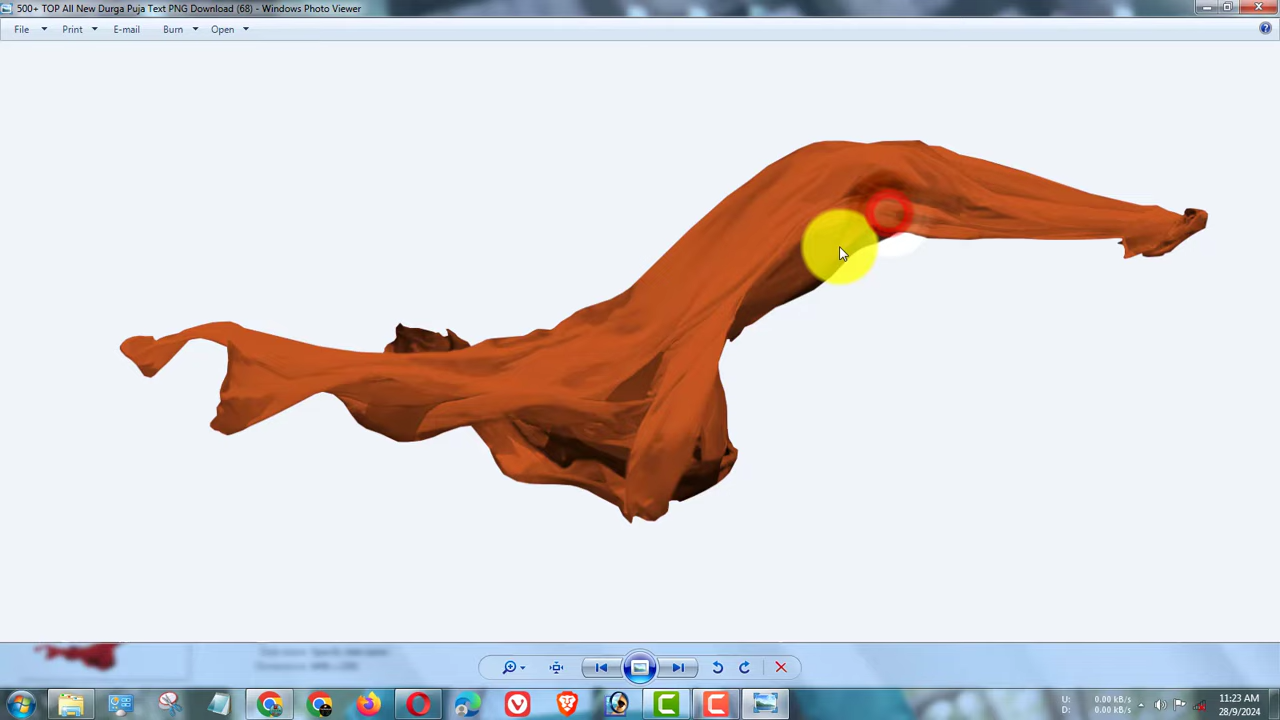 500+ TOP All New Durga Puja Text PNG Download (68) - Windows Photo Viewer
File Print E-mail Burn Open
U: 0.00 kB/s
D: 0.00 kB/s
11:23 AM
28/9/2024